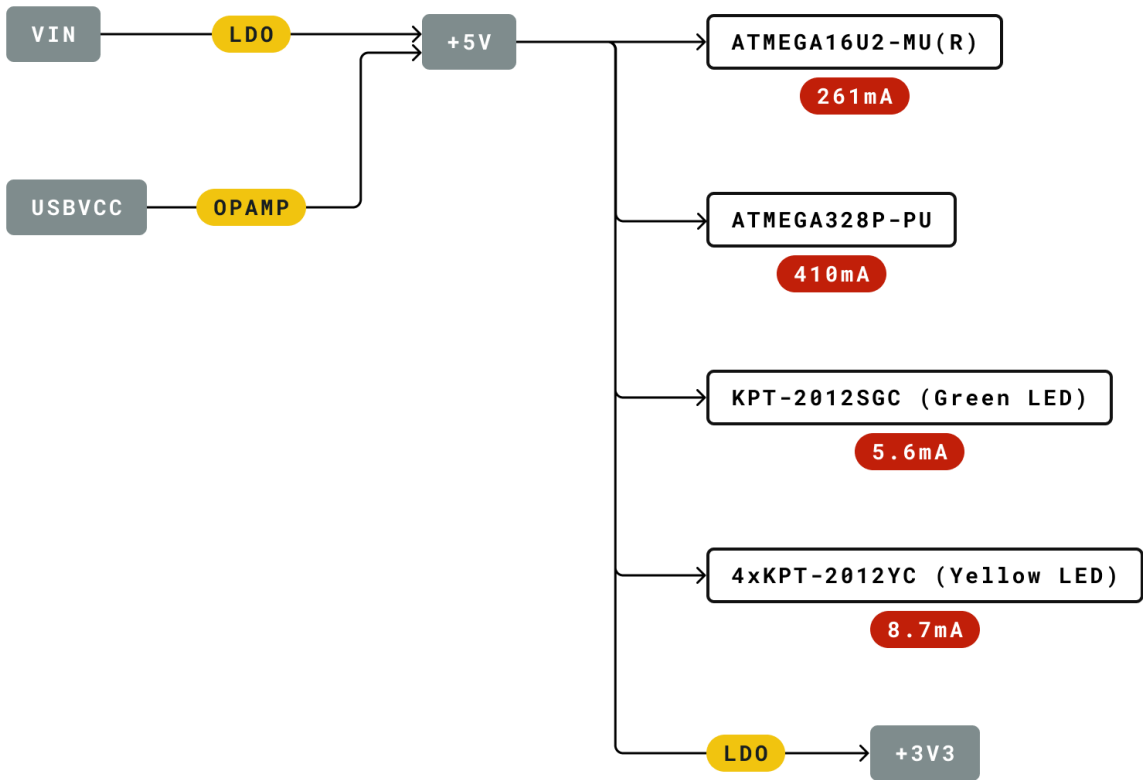 VIN
LDO
+5V
ATMEGA16U2-MU(R)
261mA
USBVCC
OPAMP
ATMEGA328P-PU
410mA
KPT-2012SGC (Green LED)
5.6mA
4xKPT-2012YC (Yellow LED)
8.7mA
LDO
+3V3